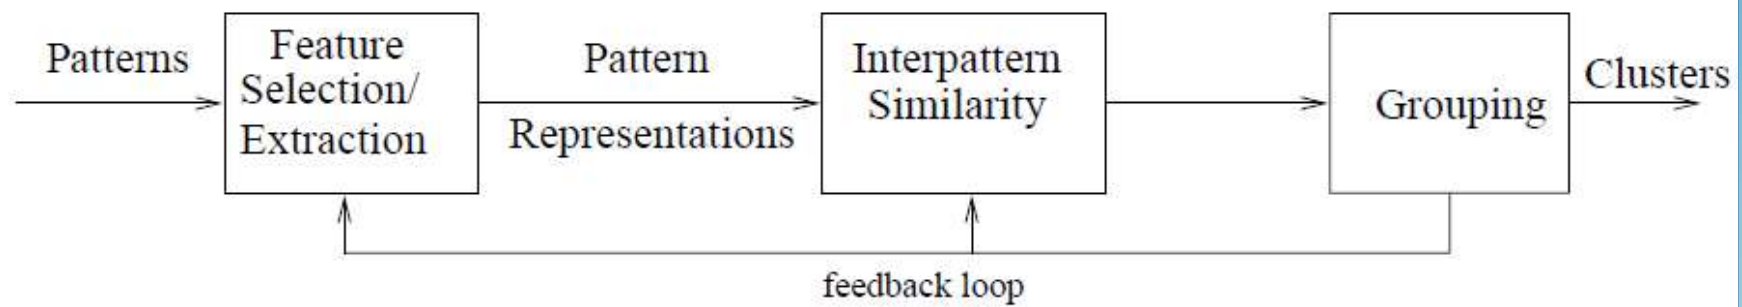 Patterns
Feature
Selection/
Extraction
Pattern
Representations
Interpattern
Similarity
Grouping
Clusters
feedback loop